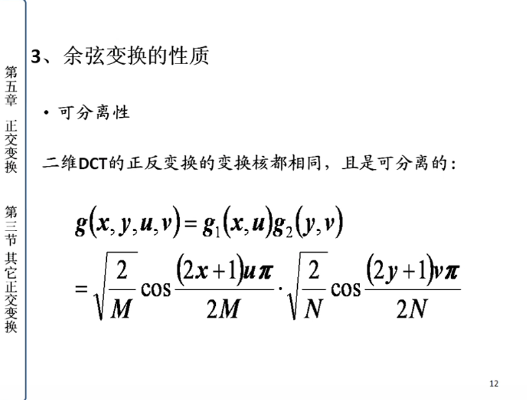 3、余弦变换的性质
• 可分离性
二维DCT的正反变换的变换核都相同，且是可分离的：
g(x, y, u, v) = g₁(x, u)g₂(y, v)
= √(2/M) cos (2x+1)uπ/2M · √(2/N) cos (2y+1)vπ/2N
第五章 正交变换
第三节 其它正交变换
12